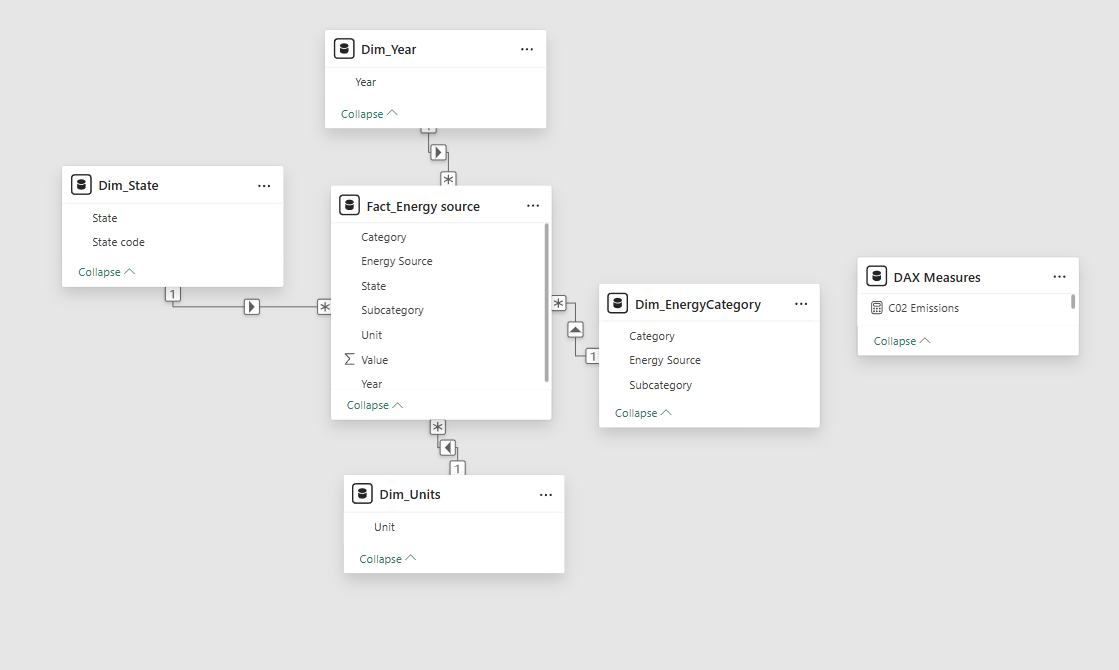 Dim_Year
Year
Collapse
1
*
Dim_State
State
State code
Collapse
1
*
Fact_Energy source
Category
Energy Source
State
Subcategory
Unit
Σ Value
Year
Collapse
*
1
Dim_EnergyCategory
Category
Energy Source
Subcategory
Collapse
*
1
Dim_Units
Unit
Collapse
DAX Measures
C02 Emissions
Collapse